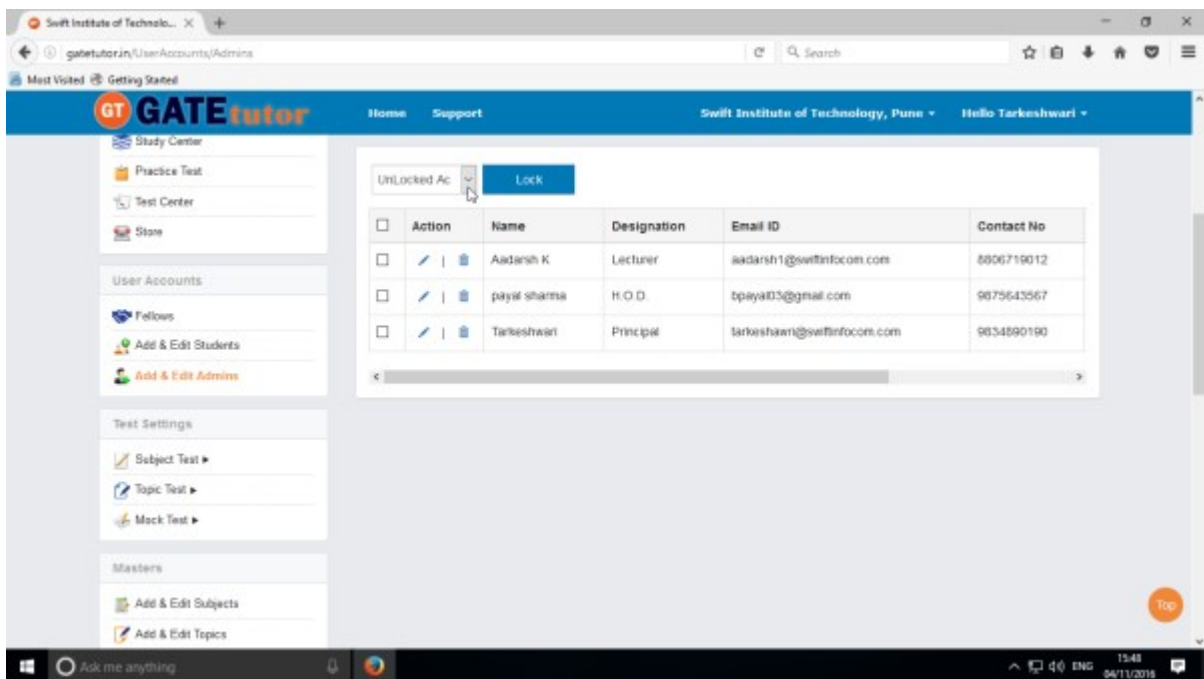 Swift Institute of Technolo...
gatetutor.in/UserAccounts/Admins
Search
Most Visited Getting Started
GT GATEtutor Home Support Swift Institute of Technology, Pune Hello Tarkeshwari
Study Center
Practice Test
Test Center
Store
User Accounts
Fellows
Add & Edit Students
Add & Edit Admins
Test Settings
Subject Test
Topic Test
Mock Test
Masters
Add & Edit Subjects
Add & Edit Topics
UnLocked Ac Lock
Action Name Designation Email ID Contact No
Aadarsh K Lecturer aadarsh1@swiftinfocom.com 8806719012
payal sharma H.O.D. bpayal03@gmail.com 9875643567
Tarkeshwari Principal tarkeshawri@swiftinfocom.com 9834890190
Top
Ask me anything ENG 15:48
04/11/2016